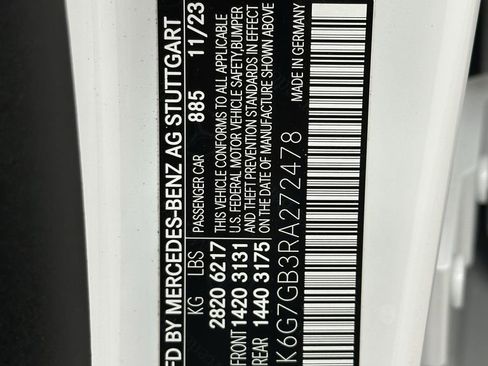 MFD BY MERCEDES-BENZ AG STUTTGART
KG LBS PASSENGER CAR 885 11/23
2820 6217 THIS VEHICLE CONFORMS TO ALL APPLICABLE
FRONT 1420 3131 U.S. FEDERAL MOTOR VEHICLE SAFETY, BUMPER
REAR 1440 3175 AND THEFT PREVENTION STANDARDS IN EFFECT
ON THE DATE OF MANUFACTURE SHOWN ABOVE
K6G7GB3RA272478 MADE IN GERMANY